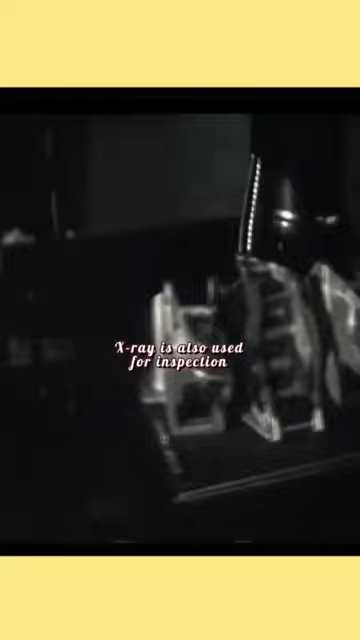 X-ray is also used
for inspection